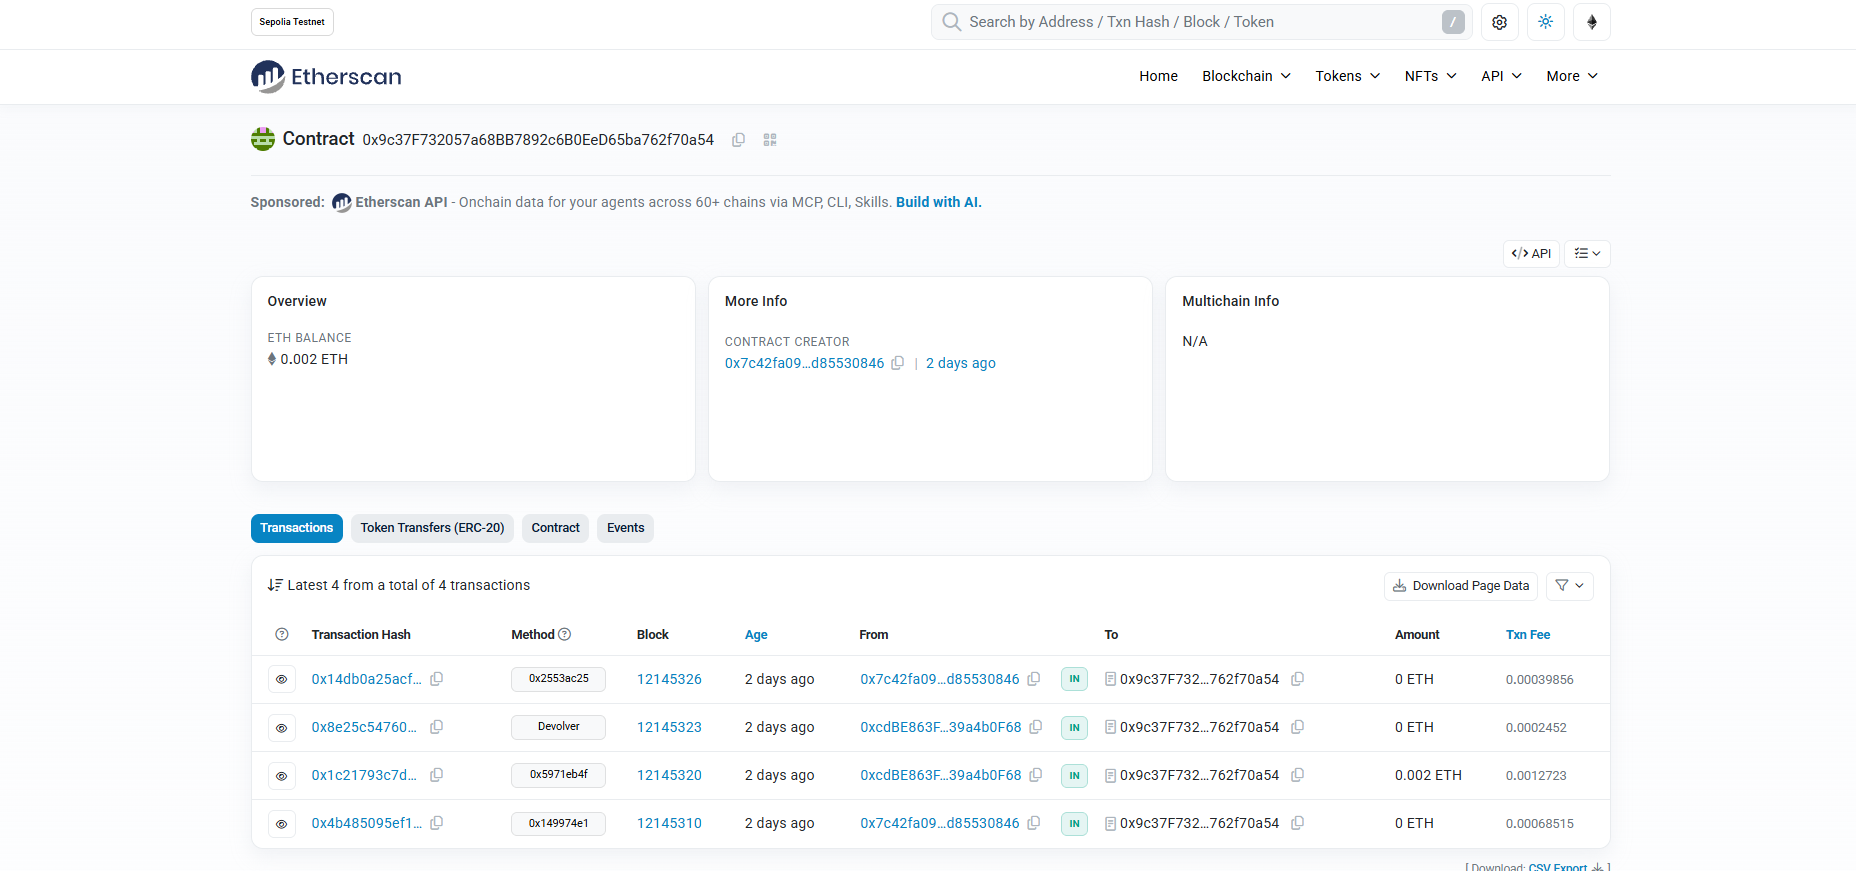 Sepolia Testnet
Search by Address / Txn Hash / Block / Token /
Etherscan
Home Blockchain Tokens NFTs API More
Contract 0x9c37F732057a68BB7892c6B0EeD65ba762f70a54
Sponsored: Etherscan API - Onchain data for your agents across 60+ chains via MCP, CLI, Skills. Build with AI.
</> API
Overview
ETH BALANCE
0.002 ETH
More Info
CONTRACT CREATOR
0x7c42fa09...d85530846 | 2 days ago
Multichain Info
N/A
Transactions Token Transfers (ERC-20) Contract Events
Latest 4 from a total of 4 transactions
Download Page Data
Transaction Hash Method Block Age From To Amount Txn Fee
0x14db0a25acf... 0x2553ac25 12145326 2 days ago 0x7c42fa09...d85530846 IN 0x9c37F732...762f70a54 0 ETH 0.00039856
0x8e25c54760... Devolver 12145323 2 days ago 0xcdBE863F...39a4b0F68 IN 0x9c37F732...762f70a54 0 ETH 0.0002452
0x1c21793c7d... 0x5971eb4f 12145320 2 days ago 0xcdBE863F...39a4b0F68 IN 0x9c37F732...762f70a54 0.002 ETH 0.0012723
0x4b485095ef1... 0x149974e1 12145310 2 days ago 0x7c42fa09...d85530846 IN 0x9c37F732...762f70a54 0 ETH 0.00068515
[ Download: CSV Export ]